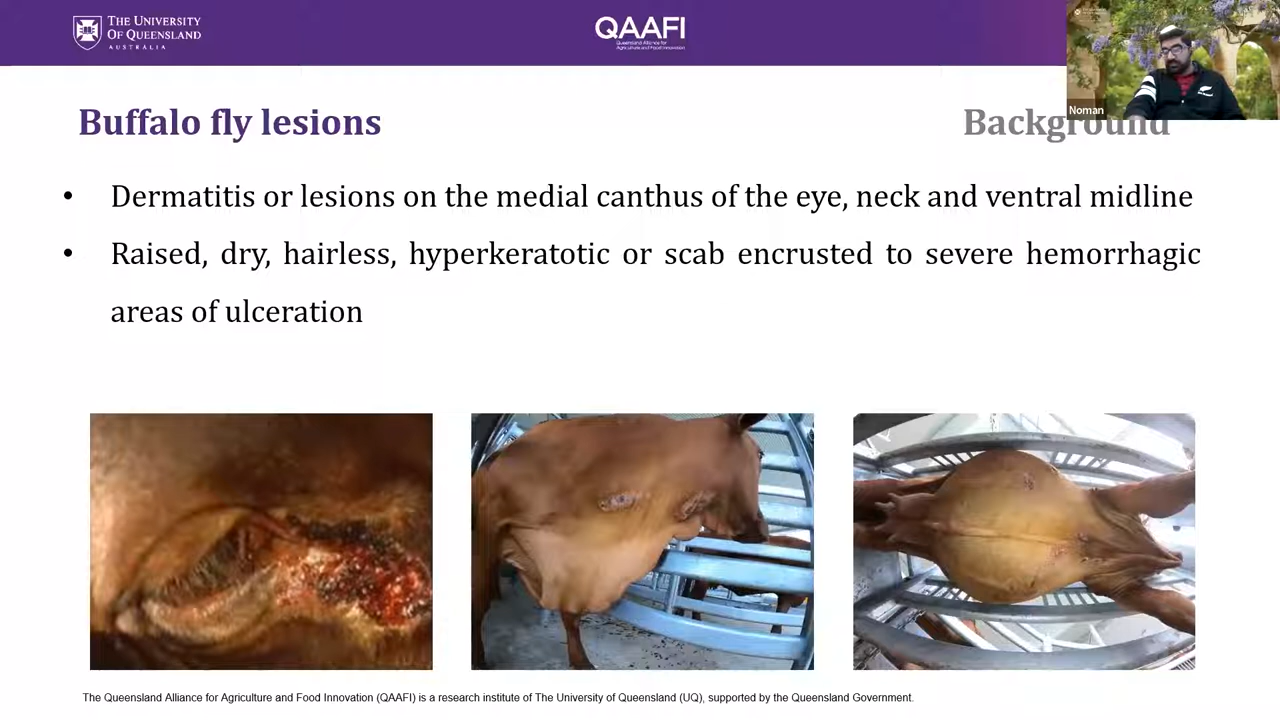 THE UNIVERSITY
OF QUEENSLAND
AUSTRALIA
QAAFI
Queensland Alliance for
Agriculture and Food Innovation
Noman
Buffalo fly lesions
Background
• Dermatitis or lesions on the medial canthus of the eye, neck and ventral midline
• Raised, dry, hairless, hyperkeratotic or scab encrusted to severe hemorrhagic
areas of ulceration
The Queensland Alliance for Agriculture and Food Innovation (QAAFI) is a research institute of The University of Queensland (UQ), supported by the Queensland Government.